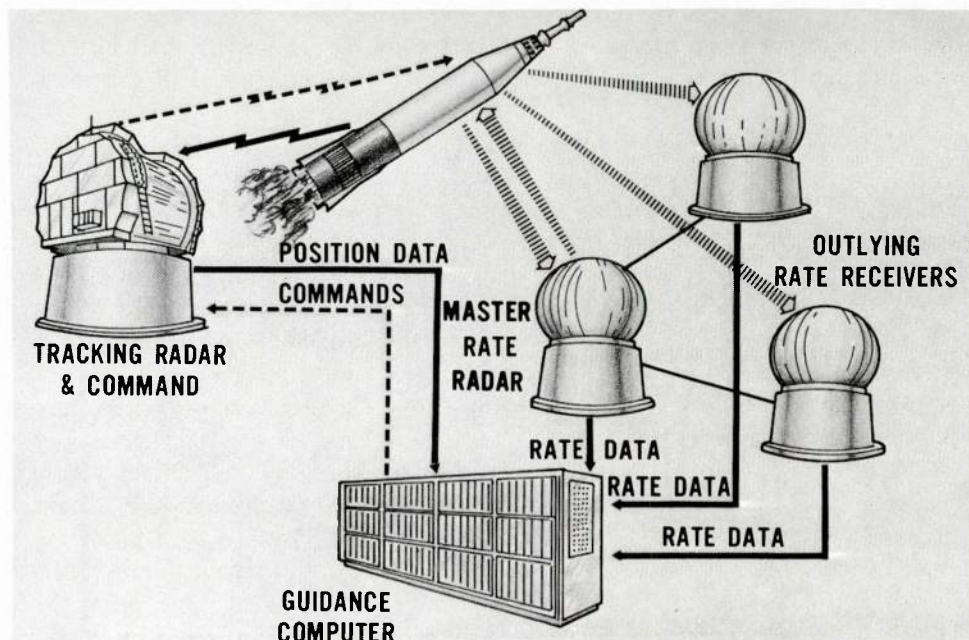 POSITION DATA
COMMANDS
TRACKING RADAR
& COMMAND
MASTER
RATE
RADAR
OUTLYING
RATE RECEIVERS
RATE DATA
RATE DATA
RATE DATA
GUIDANCE
COMPUTER